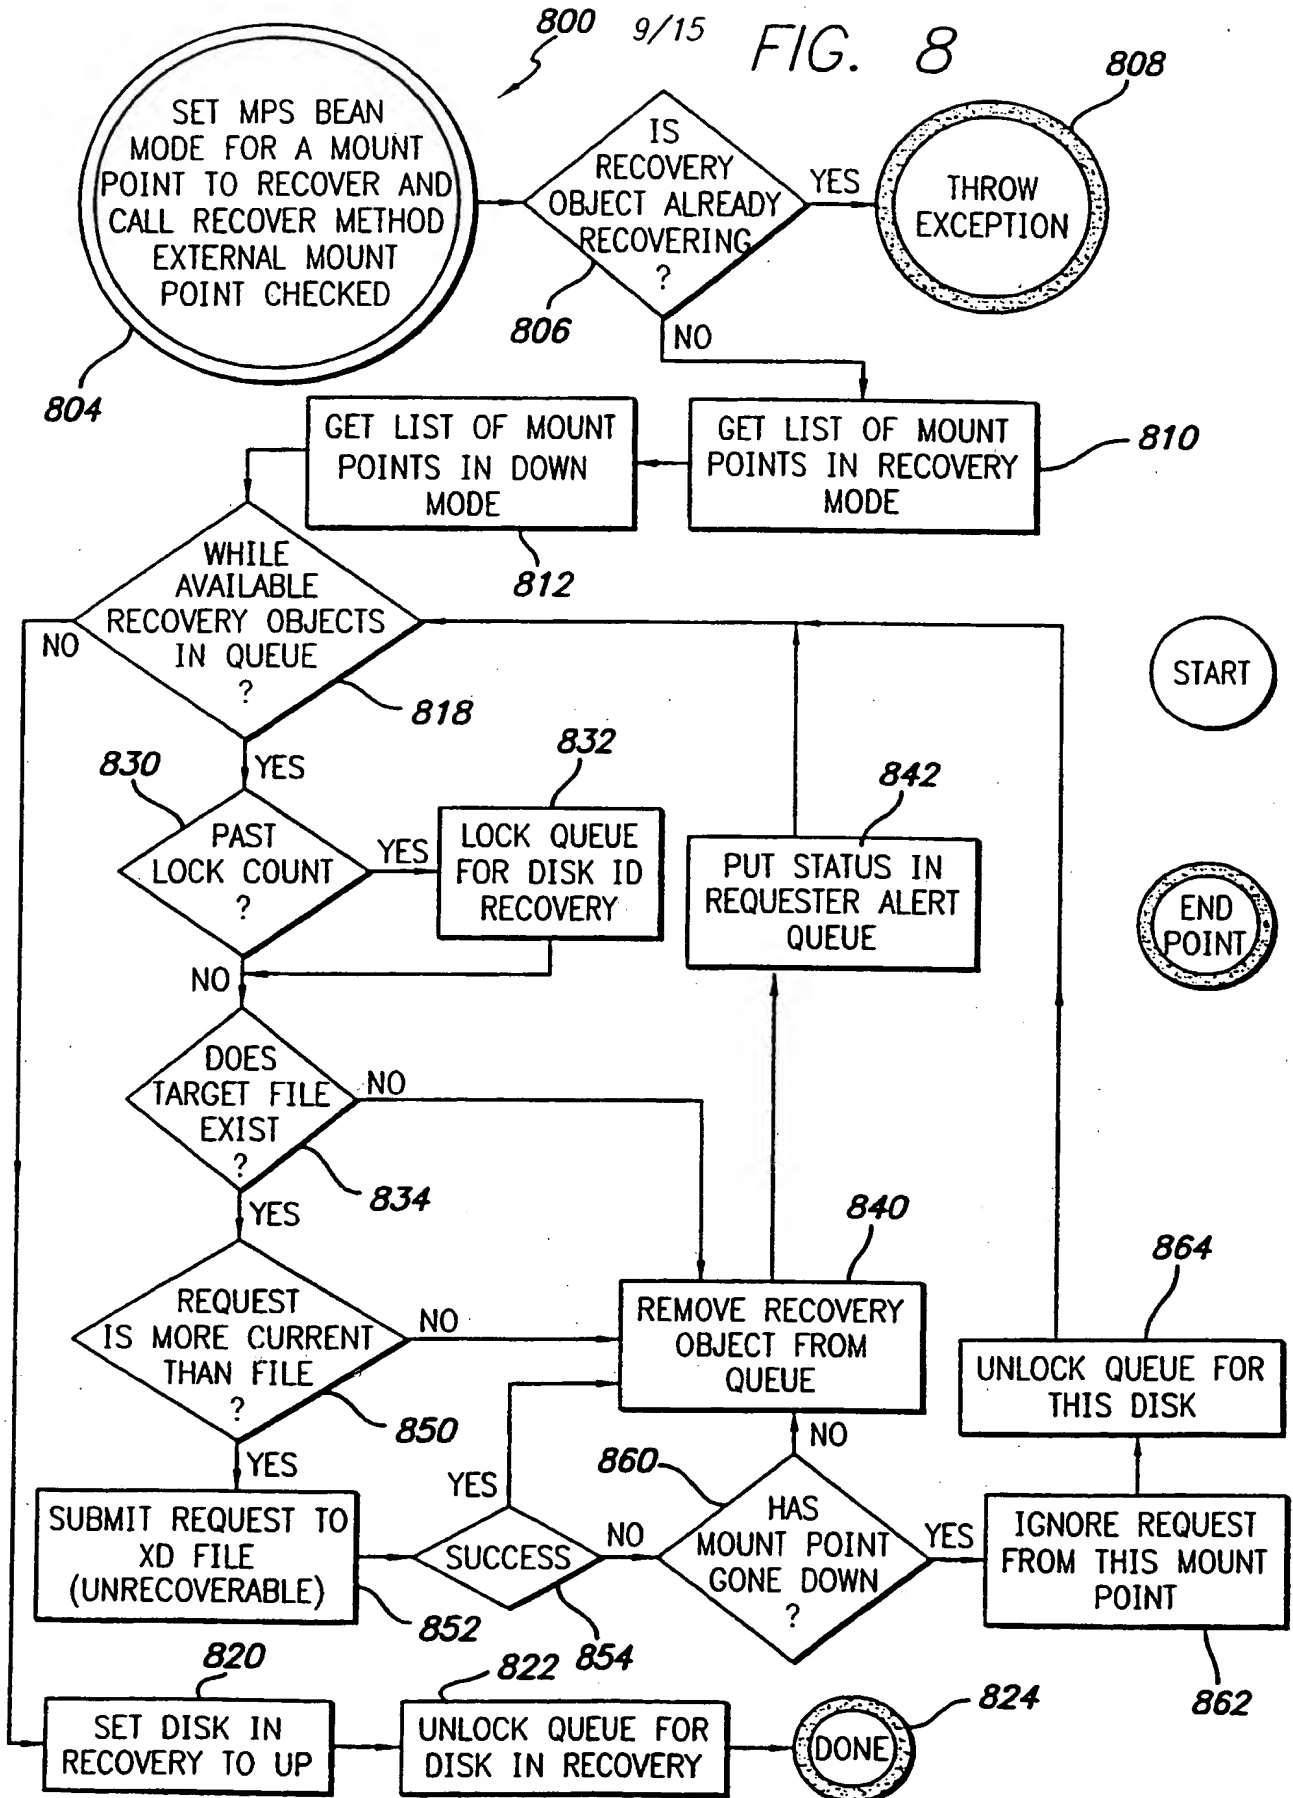 800
9/15
FIG. 8
808
SET MPS BEAN
MODE FOR A MOUNT
POINT TO RECOVER AND
CALL RECOVER METHOD
EXTERNAL MOUNT
POINT CHECKED
804
IS
RECOVERY
OBJECT ALREADY
RECOVERING
?
806
YES
THROW
EXCEPTION
NO
GET LIST OF MOUNT
POINTS IN DOWN
MODE
812
GET LIST OF MOUNT
POINTS IN RECOVERY
MODE
810
WHILE
AVAILABLE
RECOVERY OBJECTS
IN QUEUE
?
818
NO
START
YES
830
PAST
LOCK COUNT
?
YES
832
LOCK QUEUE
FOR DISK ID
RECOVERY
842
PUT STATUS IN
REQUESTER ALERT
QUEUE
END
POINT
NO
DOES
TARGET FILE
EXIST
?
834
NO
YES
840
864
REQUEST
IS MORE CURRENT
THAN FILE
?
850
NO
REMOVE RECOVERY
OBJECT FROM
QUEUE
UNLOCK QUEUE FOR
THIS DISK
YES
YES
860
NO
SUBMIT REQUEST TO
XD FILE
(UNRECOVERABLE)
852
SUCCESS
854
NO
HAS
MOUNT POINT
GONE DOWN
?
YES
IGNORE REQUEST
FROM THIS MOUNT
POINT
862
820
SET DISK IN
RECOVERY TO UP
822
UNLOCK QUEUE FOR
DISK IN RECOVERY
DONE
824